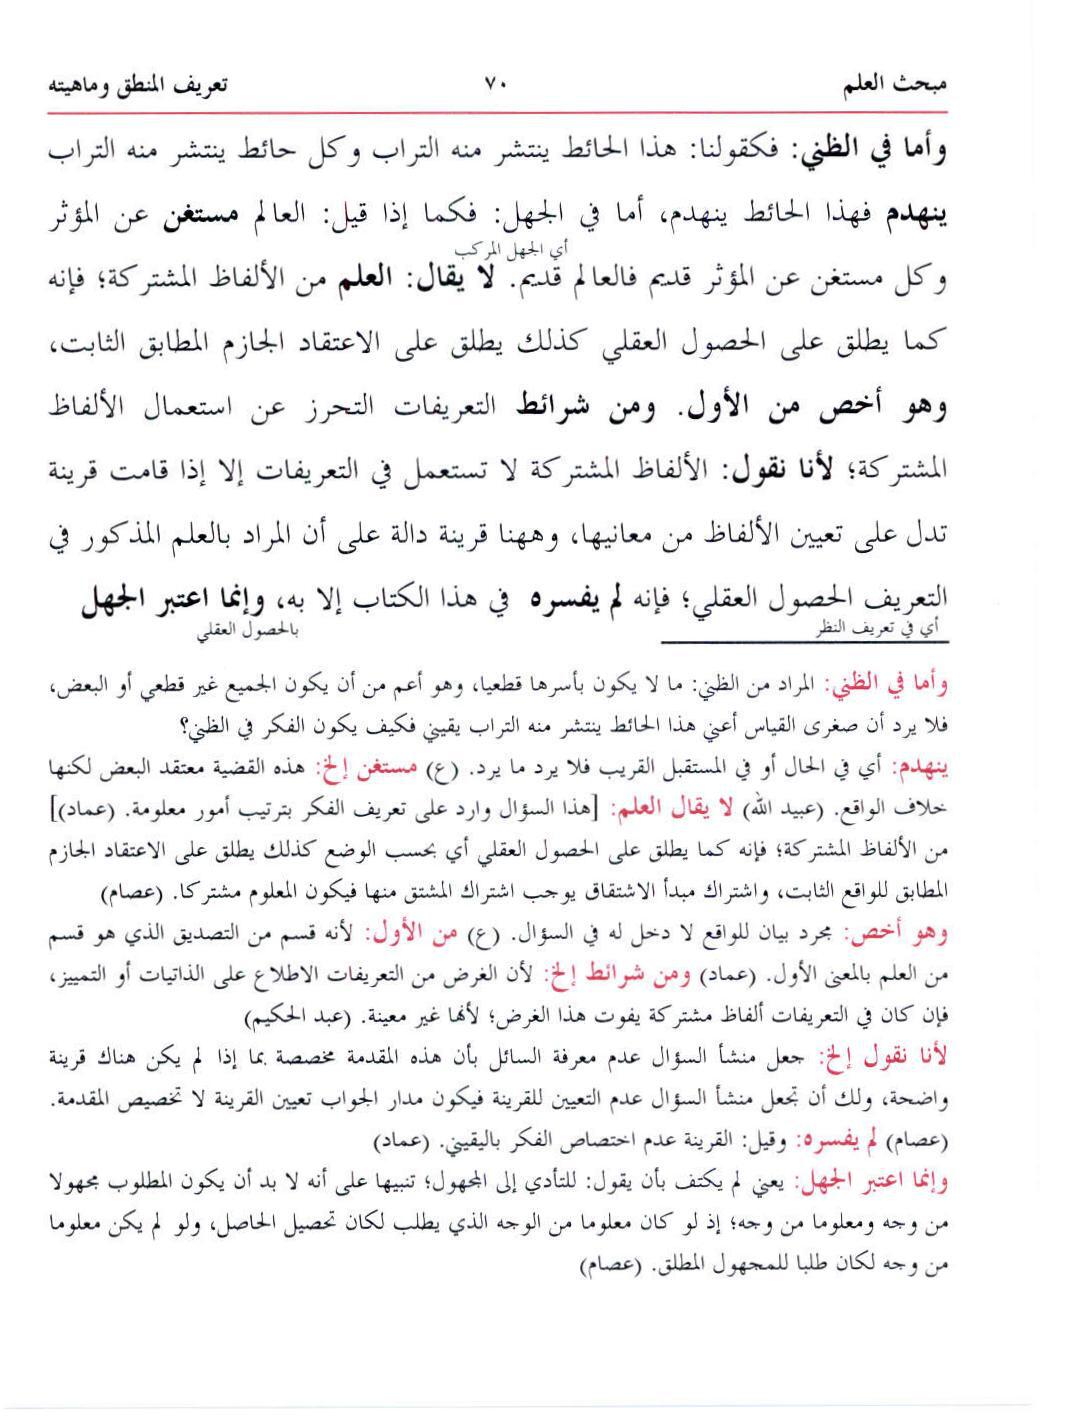 مبحث العلم ٧٠ تعريف المنطق وماهيته
وأما في الظني: فكقولنا: هذا الحائط ينتشر منه التراب وكل حائط ينتشر منه التراب
ينهدم فهذا الحائط ينهدم، أما في الجهل: فكما إذا قيل: العالم مستغن عن المؤثر
أي الجهل المركب
وكل مستغن عن المؤثر قديم فالعالم قديم. لا يقال: العلم من الألفاظ المشتركة؛ فإنه
كما يطلق على الحصول العقلي كذلك يطلق على الاعتقاد الجازم المطابق الثابت،
وهو أخص من الأول. ومن شرائط التعريفات التحرز عن استعمال الألفاظ
المشتركة؛ لأنا نقول: الألفاظ المشتركة لا تستعمل في التعريفات إلا إذا قامت قرينة
تدل على تعيين الألفاظ من معانيها، وههنا قرينة دالة على أن المراد بالعلم المذكور في
التعريف الحصول العقلي؛ فإنه لم يفسره في هذا الكتاب إلا به، وإنما اعتبر الجهل
أي في تعريف النظر بالحصول العقلي
وأما في الظني: المراد من الظني: ما لا يكون بأسرها قطعيا، وهو أعم من أن يكون الجميع غير قطعي أو البعض،
فلا يرد أن صغرى القياس أعني هذا الحائط ينتشر منه التراب يقيني فكيف يكون الفكر في الظني؟
ينهدم: أي في الحال أو في المستقبل القريب فلا يرد ما يرد. (ع) مستغن إلخ: هذه القضية معتقد البعض لكنها
خلاف الواقع. (عبيد الله) لا يقال العلم: [هذا السؤال وارد على تعريف الفكر بترتيب أمور معلومة. (عماد)]
من الألفاظ المشتركة؛ فإنه كما يطلق على الحصول العقلي أي بحسب الوضع كذلك يطلق على الاعتقاد الجازم
المطابق للواقع الثابت، واشتراك مبدأ الاشتقاق يوجب اشتراك المشتق منها فيكون المعلوم مشتركا. (عصام)
وهو أخص: مجرد بيان للواقع لا دخل له في السؤال. (ع) من الأول: لأنه قسم من التصديق الذي هو قسم
من العلم بالمعنى الأول. (عماد) ومن شرائط إلخ: لأن الغرض من التعريفات الاطلاع على الذاتيات أو التمييز،
فإن كان في التعريفات ألفاظ مشتركة يفوت هذا الغرض؛ لأنها غير معينة. (عبد الحكيم)
لأنا نقول إلخ: جعل منشأ السؤال عدم معرفة السائل بأن هذه المقدمة مخصصة بما إذا لم يكن هناك قرينة
واضحة، ولك أن تجعل منشأ السؤال عدم التعيين للقرينة فيكون مدار الجواب تعيين القرينة لا تخصيص المقدمة.
(عصام) لم يفسره: وقيل: القرينة عدم اختصاص الفكر باليقيني. (عماد)
وإنما اعتبر الجهل: يعني لم يكتف بأن يقول: للتأدي إلى المجهول؛ تنبيها على أنه لا بد أن يكون المطلوب مجهولا
من وجه ومعلوما من وجه؛ إذ لو كان معلوما من الوجه الذي يطلب لكان تحصيل الحاصل، ولو لم يكن معلوما
من وجه لكان طلبا للمجهول المطلق. (عصام)